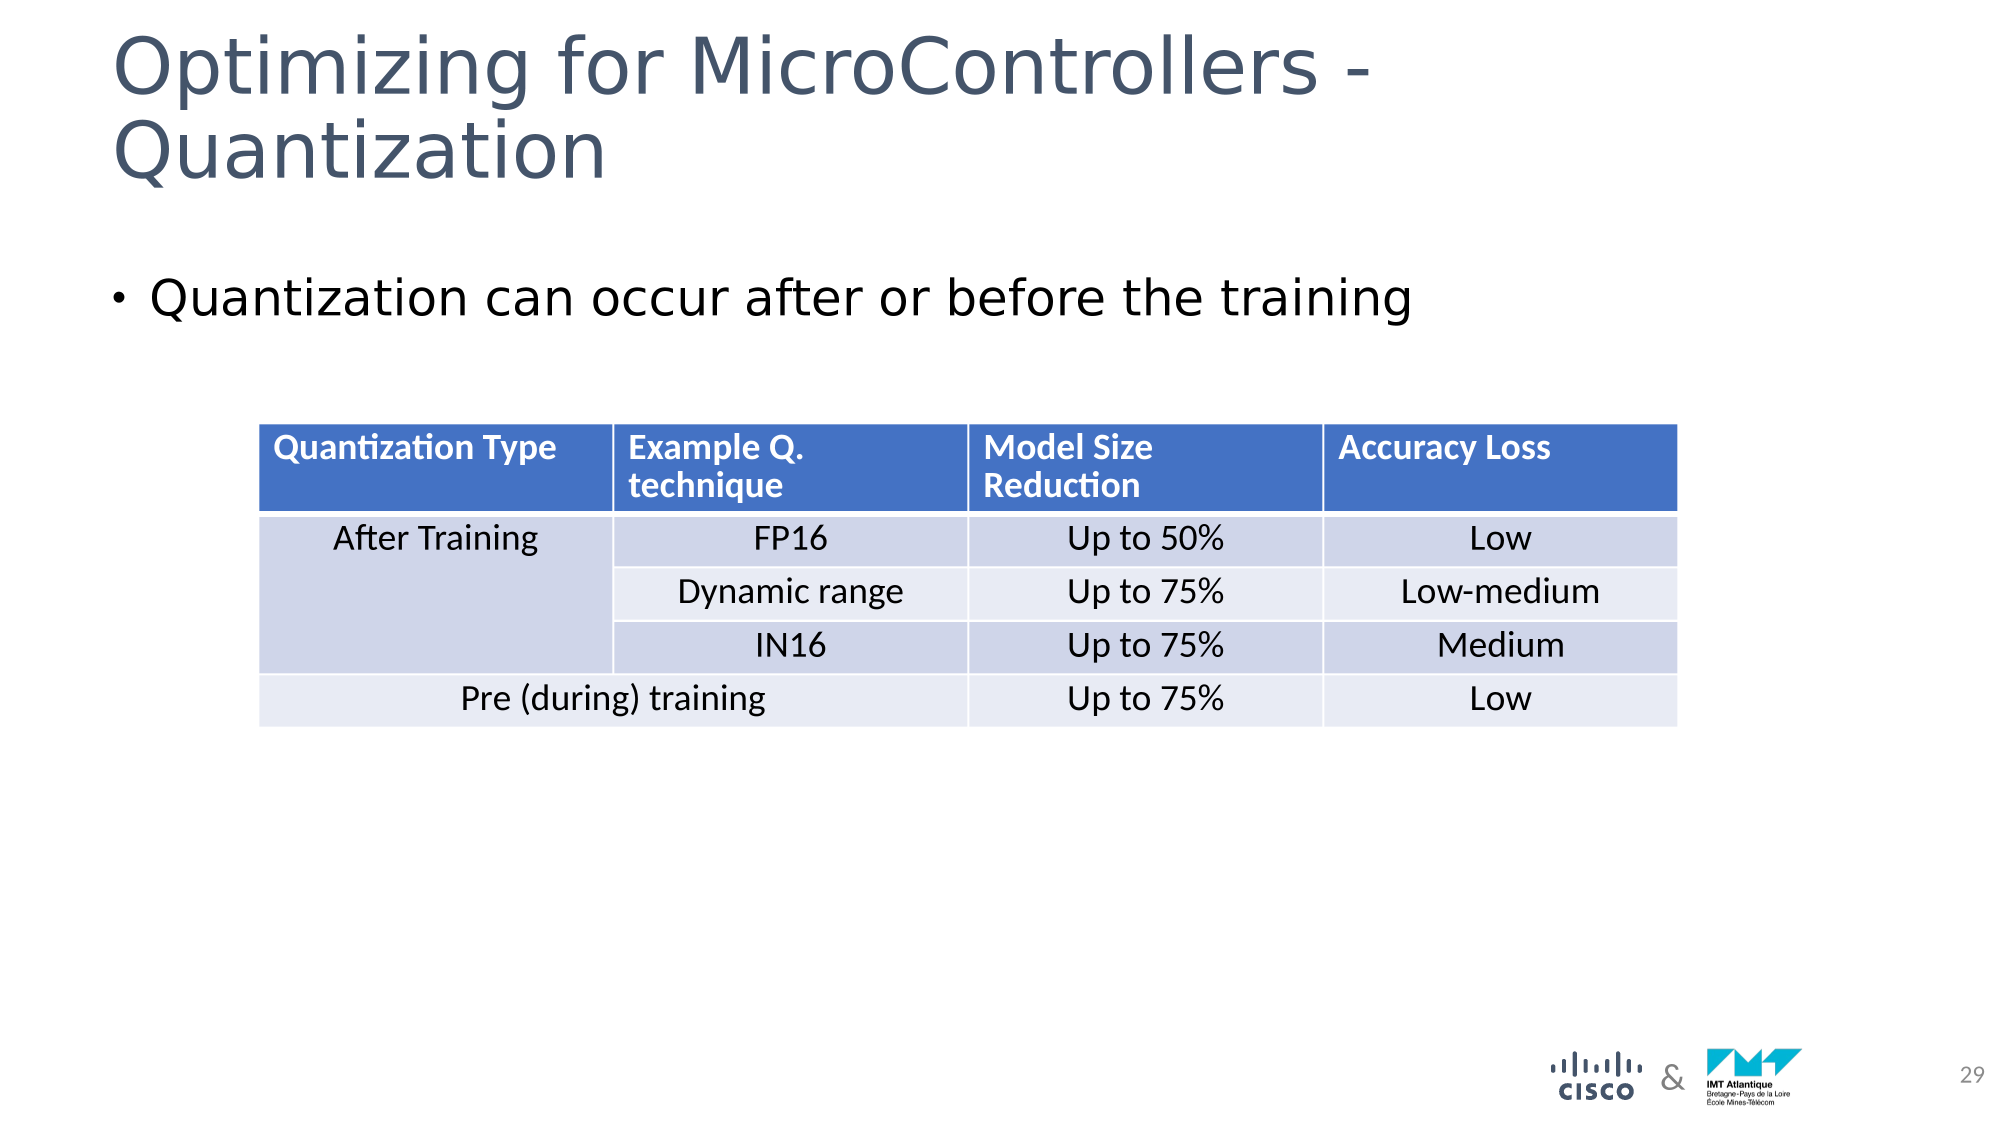 Optimizing for MicroControllers -
Quantization
• Quantization can occur after or before the training
Quantization Type
Example Q.
technique
Model Size
Reduction
Accuracy Loss
After Training
FP16
Up to 50%
Low
Dynamic range
Up to 75%
Low-medium
IN16
Up to 75%
Medium
Pre (during) training
Up to 75%
Low
CISCO
&
IMT Atlantique
Bretagne-Pays de la Loire
École Mines-Télécom
29